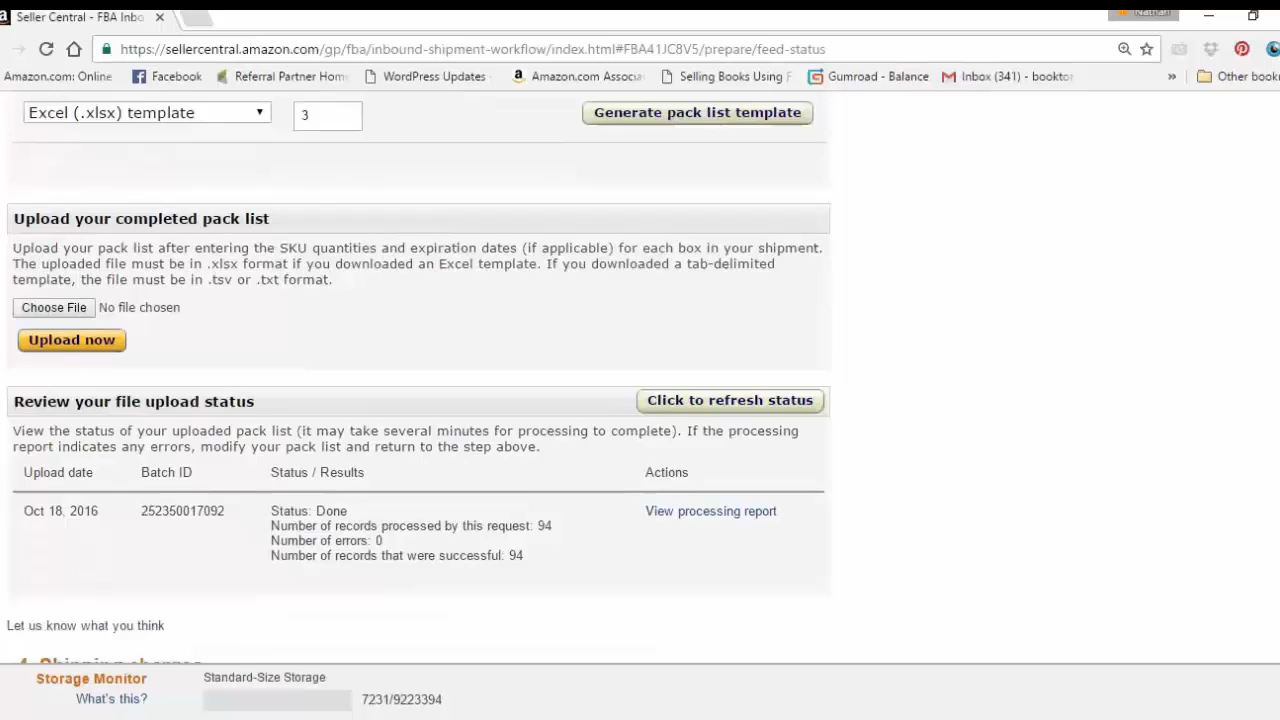 Seller Central - FBA Inbo
https://sellercentral.amazon.com/gp/fba/inbound-shipment-workflow/index.html#FBA41JC8V5/prepare/feed-status
Amazon.com: Online Facebook Referral Partner Hom WordPress Updates Amazon.com Associa Selling Books Using F Gumroad - Balance Inbox (341) - bookto » Other book
Excel (.xlsx) template 3 Generate pack list template
Upload your completed pack list
Upload your pack list after entering the SKU quantities and expiration dates (if applicable) for each box in your shipment.
The uploaded file must be in .xlsx format if you downloaded an Excel template. If you downloaded a tab-delimited
template, the file must be in .tsv or .txt format.
Choose File No file chosen
Upload now
Review your file upload status Click to refresh status
View the status of your uploaded pack list (it may take several minutes for processing to complete). If the processing
report indicates any errors, modify your pack list and return to the step above.
Upload date Batch ID Status / Results Actions
Oct 18, 2016 252350017092 Status: Done View processing report
Number of records processed by this request: 94
Number of errors: 0
Number of records that were successful: 94
Let us know what you think
4. Shipping charges
Storage Monitor Standard-Size Storage
What's this? 7231/9223394